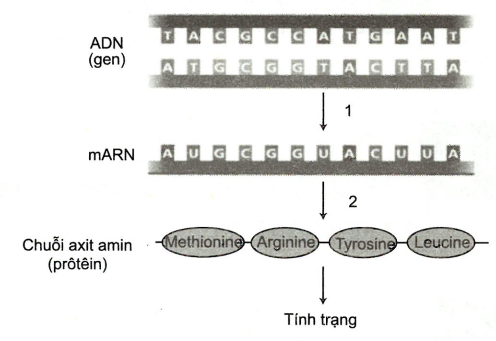 ADN
(gen)
T A C G C C A T G A A T
A T G C G G T A C T T A
1
mARN
A U G C G G U A C U U A
2
Chuỗi axit amin
(prôtêin)
Methionine Arginine Tyrosine Leucine
Tính trạng